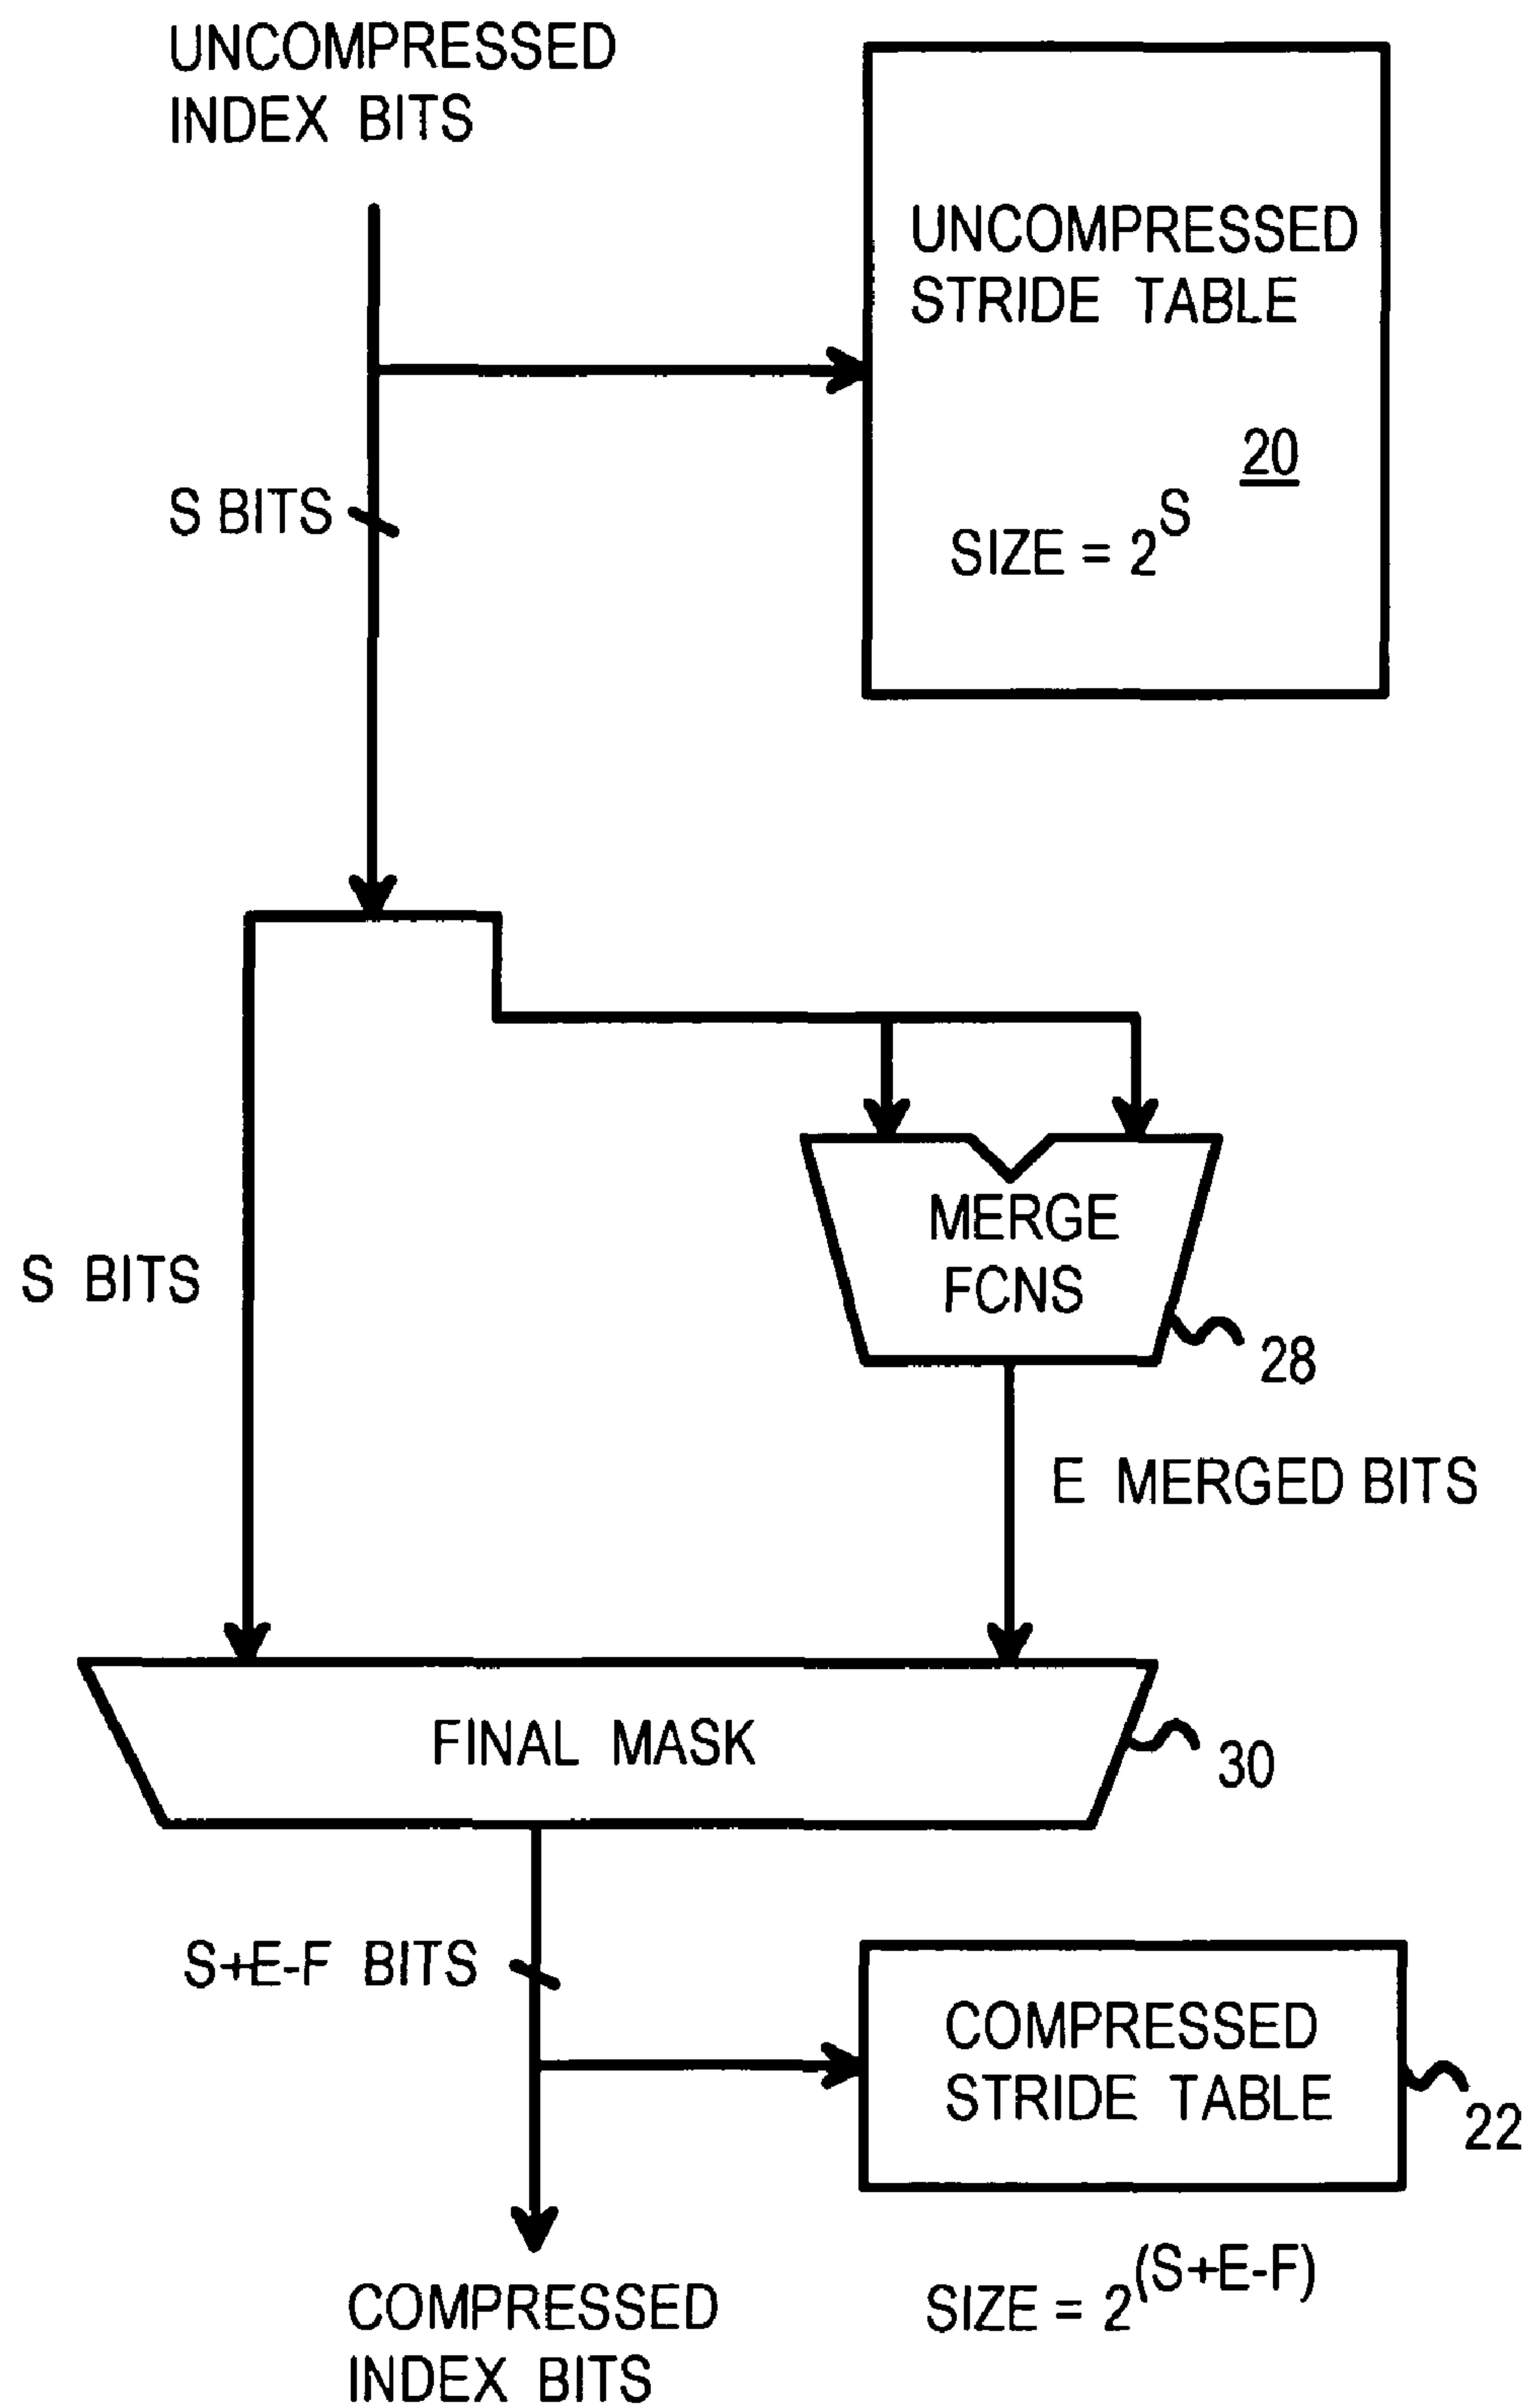 UNCOMPRESSED
INDEX BITS
UNCOMPRESSED
STRIDE TABLE
20
S BITS
SIZE = 2^S
MERGE
FCNS
28
S BITS
E MERGED BITS
FINAL MASK
30
S+E-F BITS
COMPRESSED
STRIDE TABLE
22
SIZE = 2^(S+E-F)
COMPRESSED
INDEX BITS